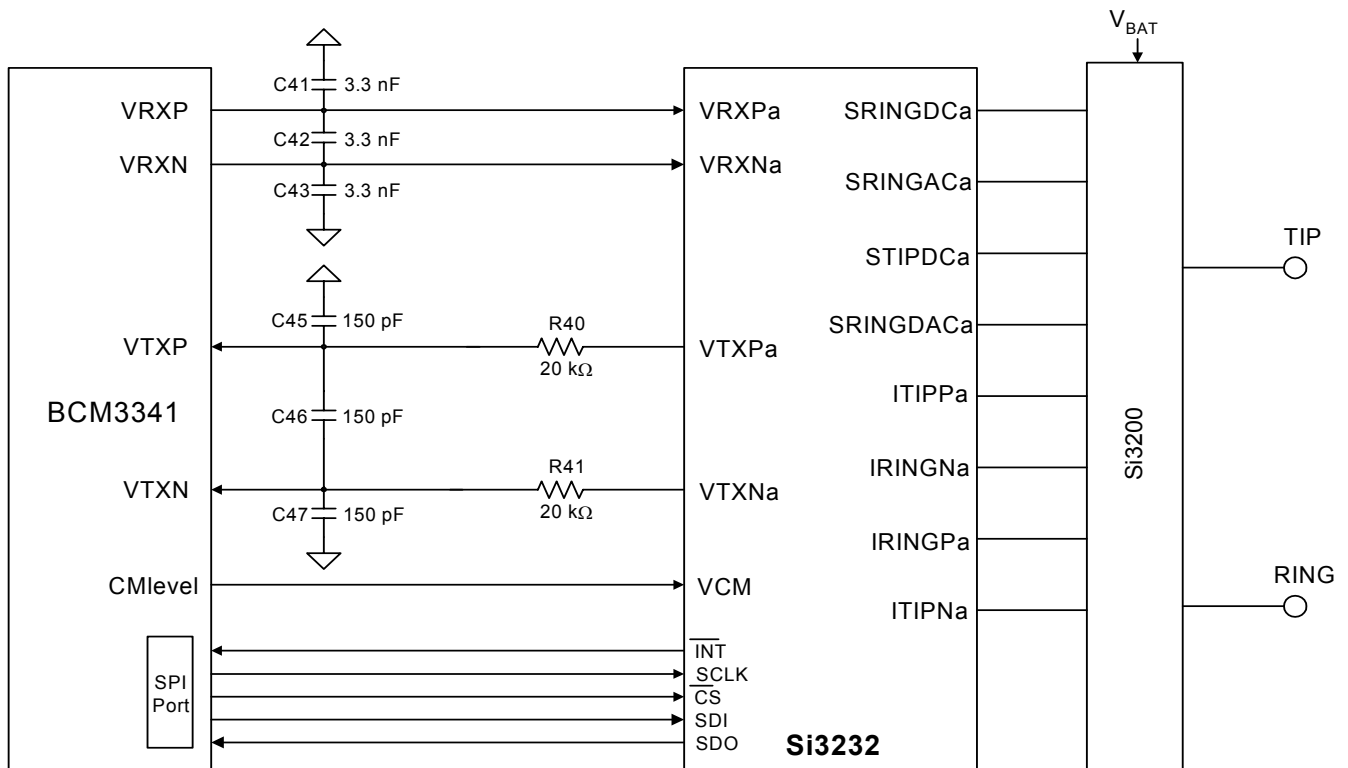 V_BAT
C41 3.3 nF
VRXP VRXPa SRINGDCa
C42 3.3 nF
VRXN VRXNa
C43 3.3 nF
SRINGACa
TIP
STIPDCa
C45 150 pF
R40
SRINGDACa
VTXP VTXPa
20 kΩ
ITIPPa
BCM3341
C46 150 pF
Si3200
R41
IRINGNa
VTXN VTXNa
C47 150 pF
20 kΩ
IRINGPa
RING
CMlevel VCM
ITIPNa
INT
SPI
Port
SCLK
CS
SDI
SDO
Si3232